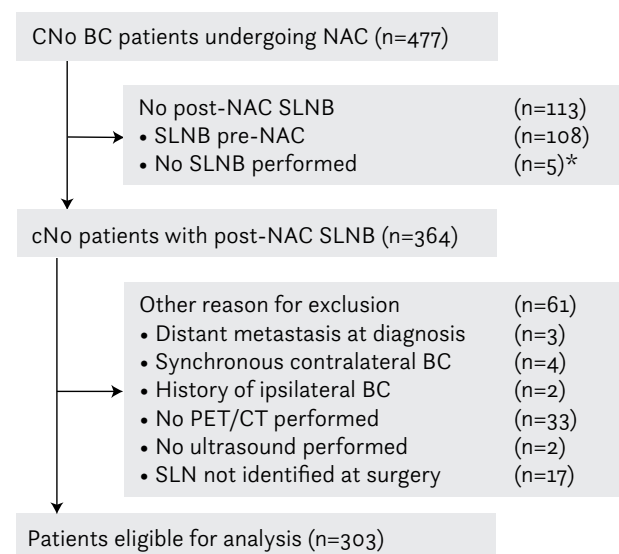 CN0 BC patients undergoing NAC (n=477)
No post-NAC SLNB (n=113)
• SLNB pre-NAC (n=108)
• No SLNB performed (n=5)*
cN0 patients with post-NAC SLNB (n=364)
Other reason for exclusion (n=61)
• Distant metastasis at diagnosis (n=3)
• Synchronous contralateral BC (n=4)
• History of ipsilateral BC (n=2)
• No PET/CT performed (n=33)
• No ultrasound performed (n=2)
• SLN not identified at surgery (n=17)
Patients eligible for analysis (n=303)